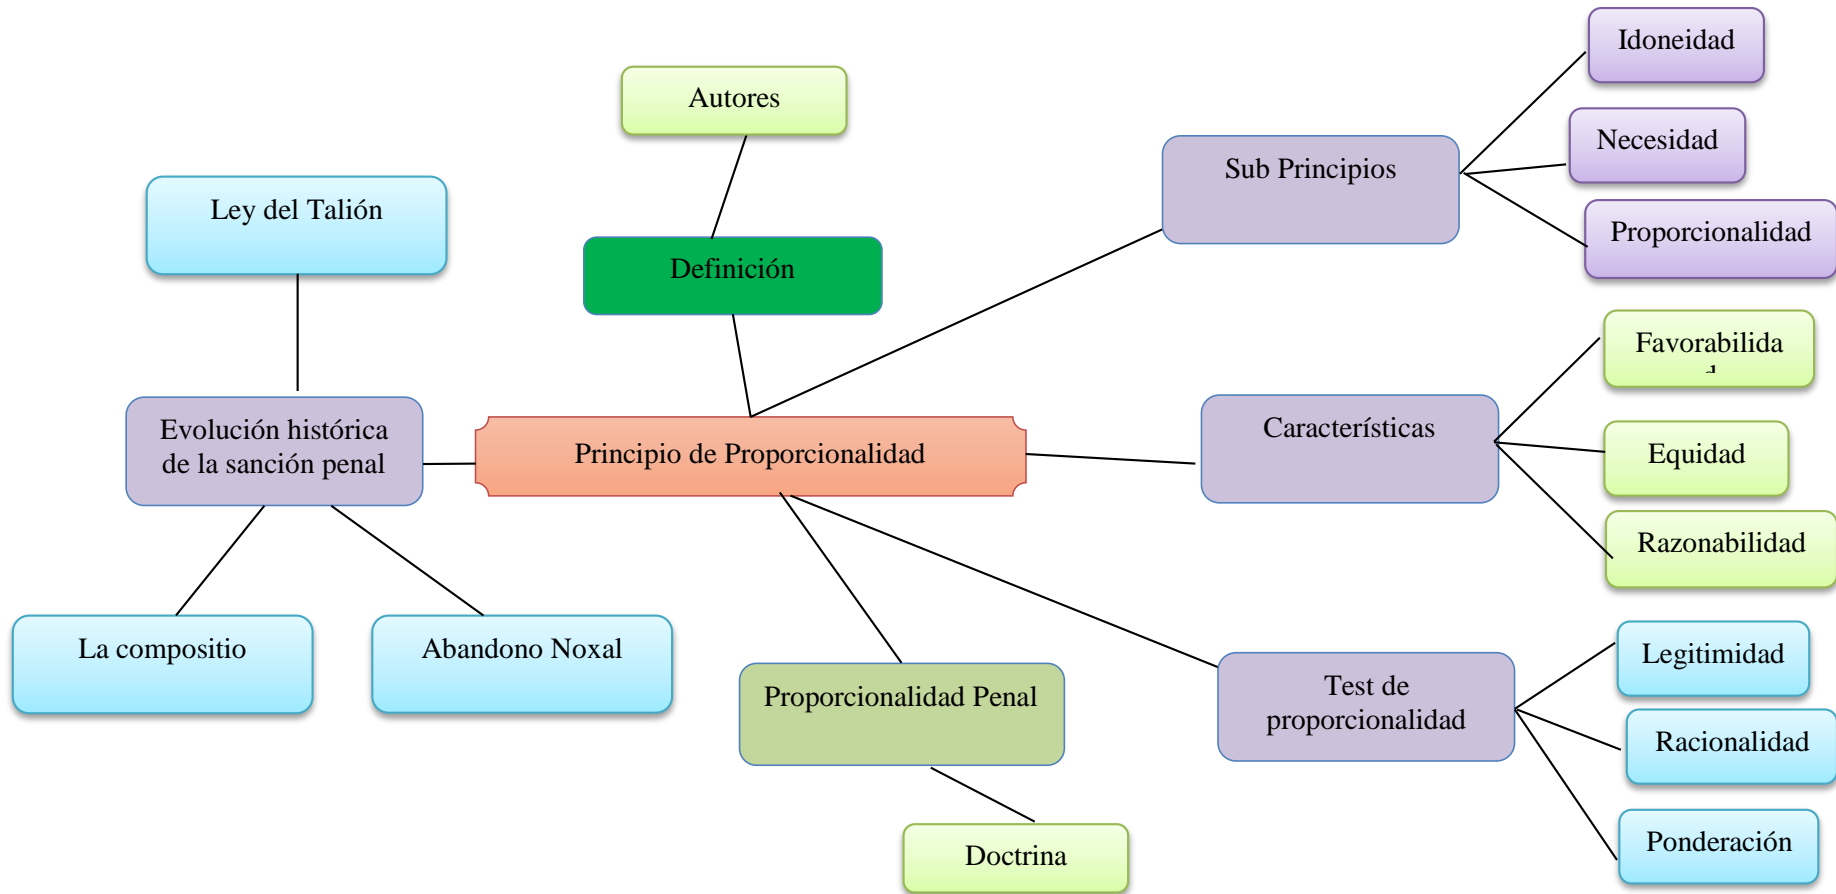 Idoneidad
Autores
Necesidad
Sub Principios
Ley del Talión
Proporcionalidad
Definición
Favorabilida
d
Evolución histórica
de la sanción penal
Principio de Proporcionalidad
Características
Equidad
Razonabilidad
La compositio
Abandono Noxal
Legitimidad
Proporcionalidad Penal
Test de
proporcionalidad
Racionalidad
Doctrina
Ponderación